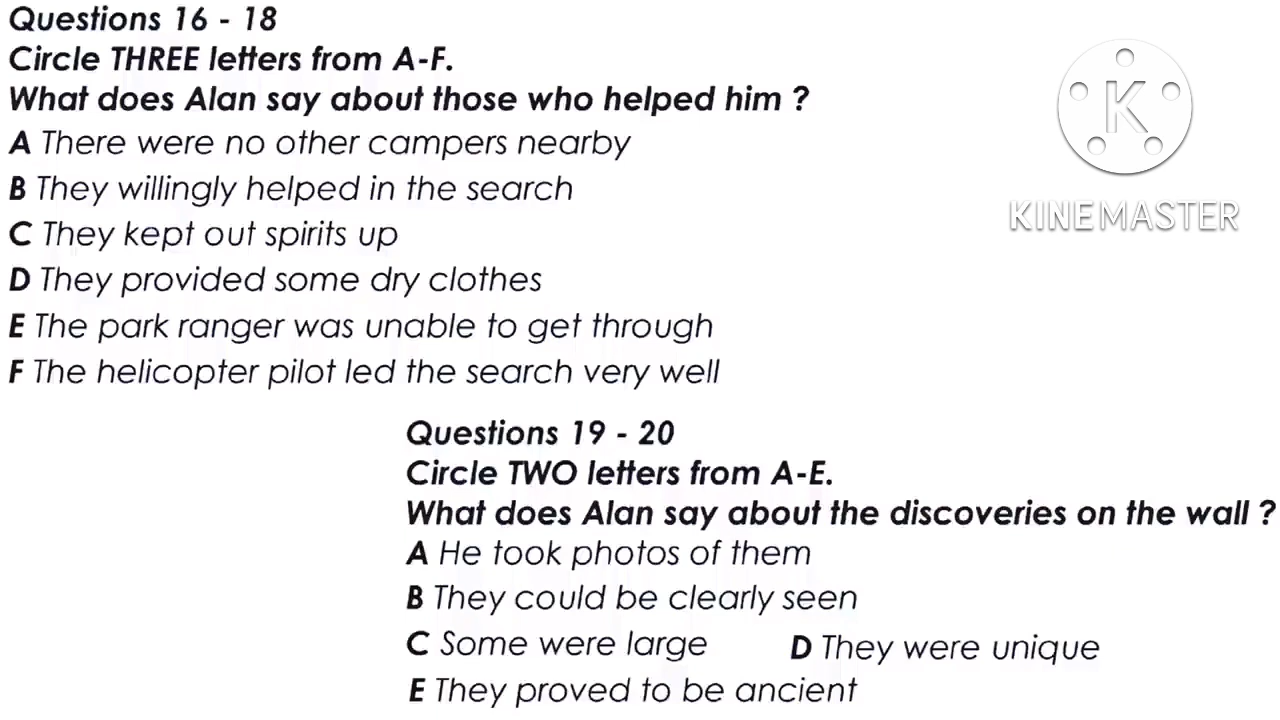 Questions 16 - 18
Circle THREE letters from A-F.
What does Alan say about those who helped him ?
A There were no other campers nearby
B They willingly helped in the search
C They kept out spirits up
D They provided some dry clothes
E The park ranger was unable to get through
F The helicopter pilot led the search very well
K
KINEMASTER
Questions 19 - 20
Circle TWO letters from A-E.
What does Alan say about the discoveries on the wall ?
A He took photos of them
B They could be clearly seen
C Some were large D They were unique
E They proved to be ancient